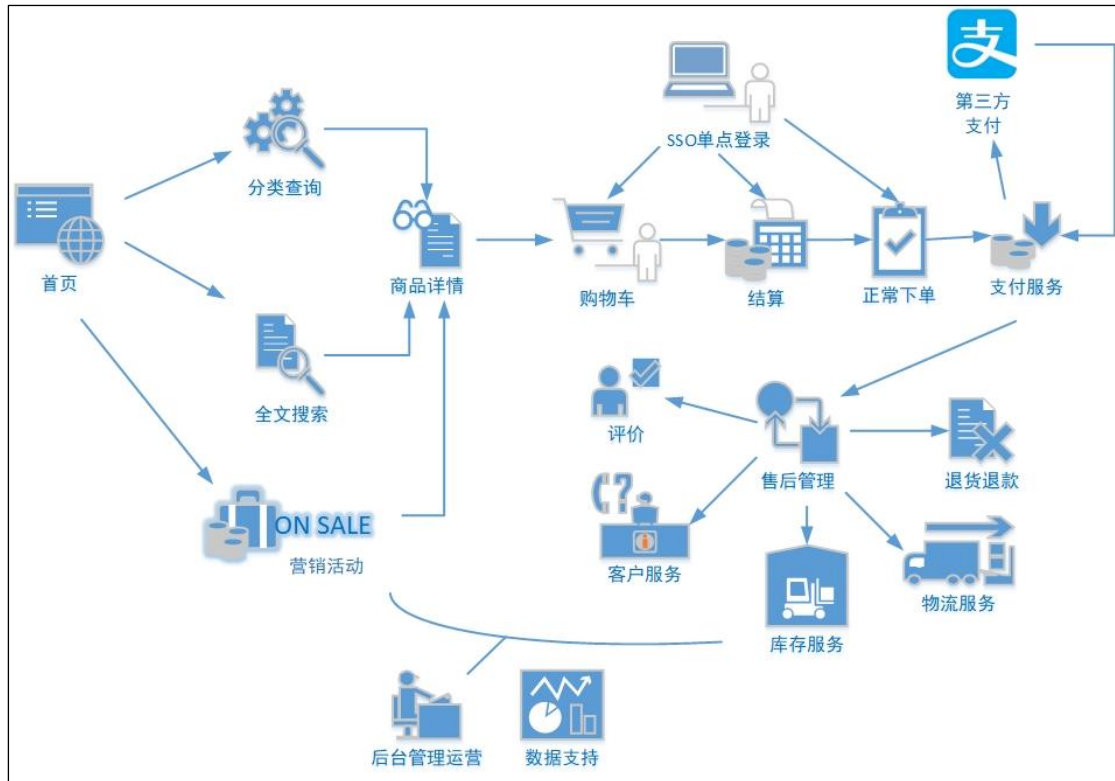 支
第三方
支付
SSO单点登录
分类查询
首页
商品详情
购物车
结算
正常下单
支付服务
全文搜索
评价
售后管理
退货退款
ON SALE
营销活动
客户服务
物流服务
库存服务
后台管理运营
数据支持